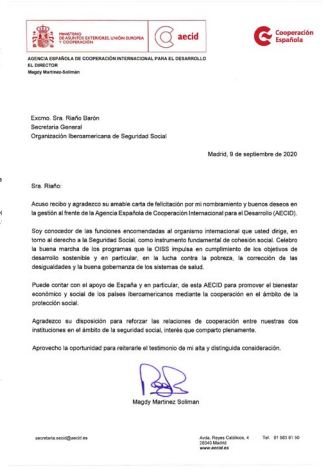 MINISTERIO
DE ASUNTOS EXTERIORES, UNIÓN EUROPEA
Y COOPERACIÓN
aecid
Cooperación
Española
AGENCIA ESPAÑOLA DE COOPERACIÓN INTERNACIONAL PARA EL DESARROLLO
EL DIRECTOR
Magdy Martínez-Solimán
Excmo. Sra. Riaño Barón
Secretaria General
Organización Iberoamericana de Seguridad Social
Madrid, 9 de septiembre de 2020
Sra. Riaño:
Acuso recibo y agradezco su amable carta de felicitación por mi nombramiento y buenos deseos en
la gestión al frente de la Agencia Española de Cooperación Internacional para el Desarrollo (AECID).
Soy conocedor de las funciones encomendadas al organismo internacional que usted dirige, en
torno al derecho a la Seguridad Social, como instrumento fundamental de cohesión social. Celebro
la buena marcha de los programas que la OISS impulsa en cumplimiento de los objetivos de
desarrollo sostenible y en particular, en la lucha contra la pobreza, la corrección de las
desigualdades y la buena gobernanza de los sistemas de salud.
Puede contar con el apoyo de España y en particular, de esta AECID para promover el bienestar
económico y social de los países iberoamericanos mediante la cooperación en el ámbito de la
protección social.
Agradezco su disposición para reforzar las relaciones de cooperación entre nuestras dos
instituciones en el ámbito de la seguridad social, interés que comparto plenamente.
Aprovecho la oportunidad para reiterarle el testimonio de mi alta y distinguida consideración.
Magdy Martínez Soliman
secretaria.aecid@aecid.es
Avda. Reyes Católicos, 4
28040 Madrid
www.aecid.es
Tel 91 583 81 50